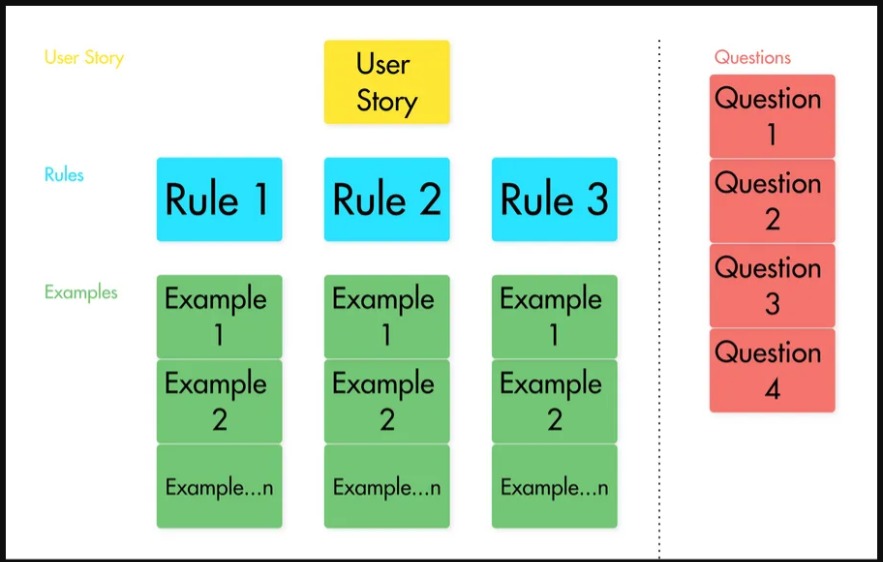 User Story
User
Story
Questions
Question
1
Question
2
Question
3
Question
4
Rules
Rule 1
Rule 2
Rule 3
Examples
Example
1
Example
2
Example...n
Example
1
Example
2
Example...n
Example
1
Example
2
Example...n